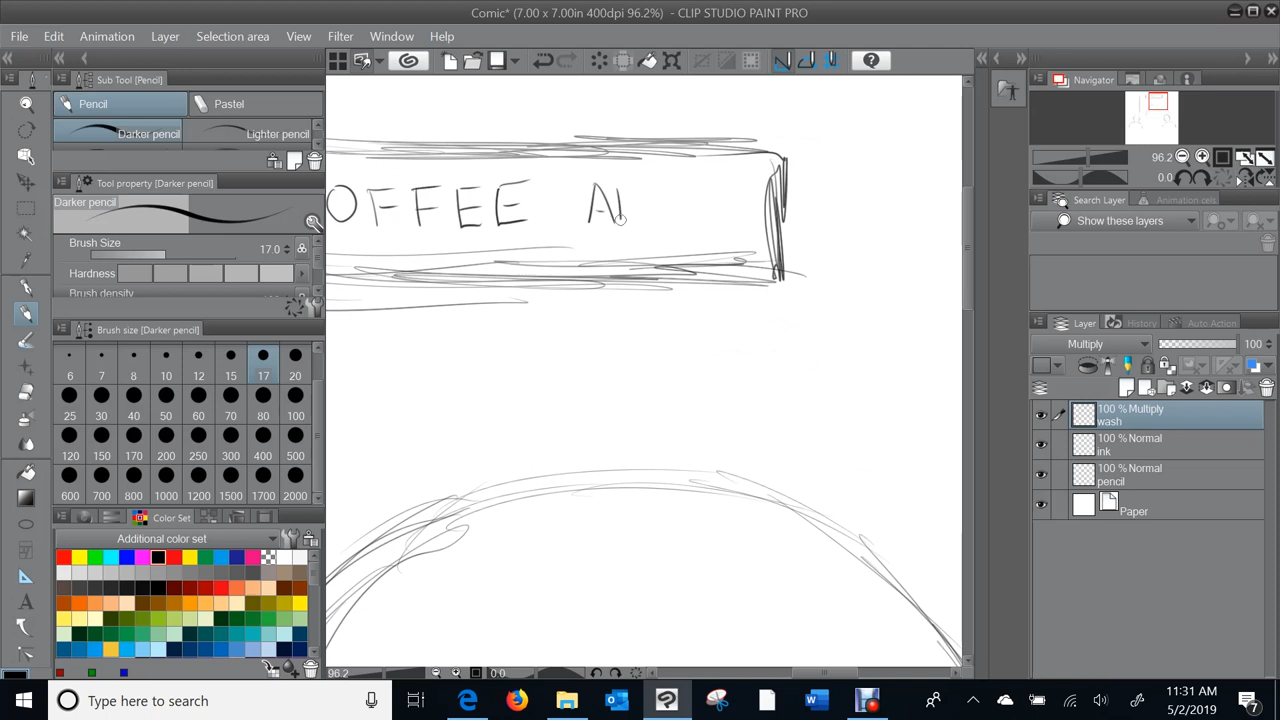 Comic* (7.00 x 7.00in 400dpi 96.2%) - CLIP STUDIO PAINT PRO
File Edit Animation Layer Selection area View Filter Window Help
Sub Tool [Pencil]
Pencil Pastel
Darker pencil Lighter pencil
Tool property [Darker pencil]
Darker pencil
Brush Size 17.0
Hardness
Brush density
Brush size [Darker pencil]
6 7 8 10 12 15 17 20
25 30 40 50 60 70 80 100
120 150 170 200 250 300 400 500
600 700 800 1000 1200 1500 1700 2000
Color Set
Additional color set
OFFEE A
96.2 0.0
Navigator
96.2
0.0
Search Layer Animation cels
Show these layers
Layer History Auto Action
Multiply 100
100 % Multiply
wash
100 % Normal
ink
100 % Normal
pencil
Paper
Type here to search
11:31 AM
5/2/2019
7